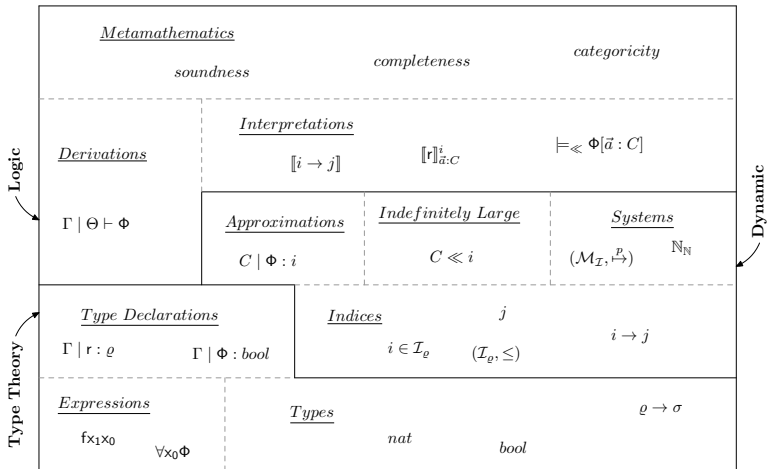 Metamathematics
soundness
completeness
categoricity
Logic
Derivations
Γ | Θ ⊢ Φ
Interpretations
⟦i → j⟧
⟦r⟧^i_{a⃗:C}
⊨_≪ Φ[a⃗ : C]
Approximations
C | Φ : i
Indefinitely Large
C ≪ i
Systems
(ℳ_ℐ, ↦^p)
ℕ_ℕ
Dynamic
Type Theory
Type Declarations
Γ | r : ϱ
Γ | Φ : bool
Indices
i ∈ ℐ_ϱ
j
(ℐ_ϱ, ≤)
i → j
Expressions
fx₁x₀
∀x₀Φ
Types
nat
bool
ϱ → σ